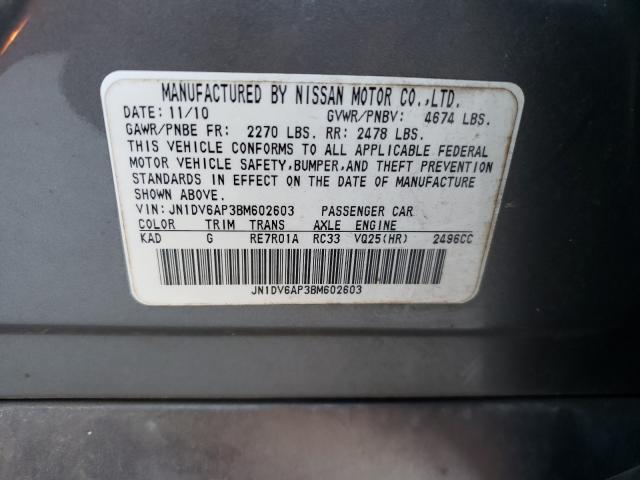 MANUFACTURED BY NISSAN MOTOR CO.,LTD.
DATE: 11/10 GVWR/PNBV: 4674 LBS.
GAWR/PNBE FR: 2270 LBS. RR: 2478 LBS.
THIS VEHICLE CONFORMS TO ALL APPLICABLE FEDERAL
MOTOR VEHICLE SAFETY,BUMPER,AND THEFT PREVENTION
STANDARDS IN EFFECT ON THE DATE OF MANUFACTURE
SHOWN ABOVE.
VIN: JN1DV6AP3BM602603 PASSENGER CAR
COLOR TRIM TRANS AXLE ENGINE
KAD G RE7R01A RC33 VQ25(HR) 2496CC
JN1DV6AP3BM602603